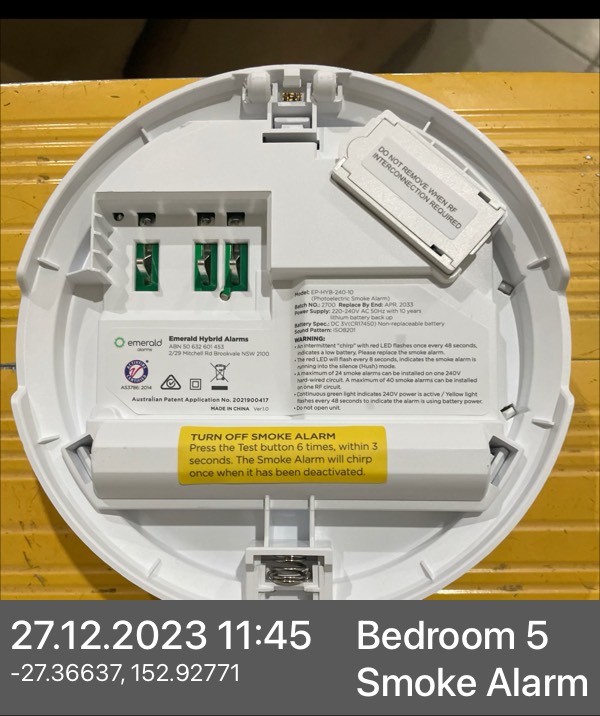 DO NOT REMOVE WHEN RF
INTERCONNECTION REQUIRED
Model: EP-HYB-240-10
(Photoelectric Smoke Alarm)
Batch NO.: 2700 Replace By End: APR. 2033
Power Supply: 220-240V AC 50Hz with 10 years
lithium battery back up
Battery Spec.: DC 3V(CR17450) Non-replaceable battery
Sound Pattern: ISO8201
WARNING:
• An intermittent "chirp" with red LED flashes once every 48 seconds,
indicates a low battery. Please replace the smoke alarm.
• The red LED will flash every 8 seconds, indicates the smoke alarm is
running into the silence (Hush) mode.
• A maximum of 24 smoke alarms can be installed on one 240V
hard-wired circuit. A maximum of 40 smoke alarms can be installed
on one RF circuit.
• Continuous green light indicates 240V power is active / Yellow light
flashes every 48 seconds to indicate the alarm is using battery power.
• Do not open unit.
emerald
alarms
Emerald Hybrid Alarms
ABN 50 632 601 453
2/29 Mitchell Rd Brookvale NSW 2100
AS3786: 2014
Australian Patent Application No. 2021900417
MADE IN CHINA Ver1.0
TURN OFF SMOKE ALARM
Press the Test button 6 times, within 3
seconds. The Smoke Alarm will chirp
once when it has been deactivated.
27.12.2023 11:45
-27.36637, 152.92771
Bedroom 5
Smoke Alarm